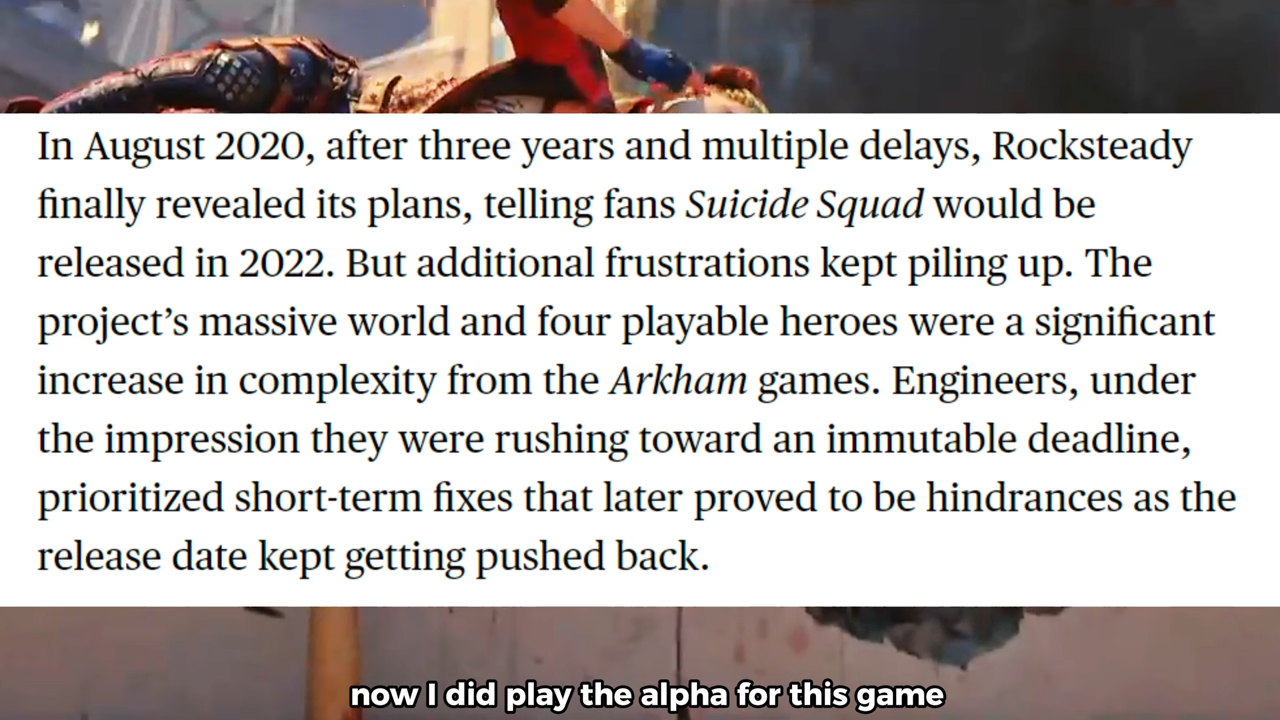 In August 2020, after three years and multiple delays, Rocksteady
finally revealed its plans, telling fans Suicide Squad would be
released in 2022. But additional frustrations kept piling up. The
project’s massive world and four playable heroes were a significant
increase in complexity from the Arkham games. Engineers, under
the impression they were rushing toward an immutable deadline,
prioritized short-term fixes that later proved to be hindrances as the
release date kept getting pushed back.
now I did play the alpha for this game